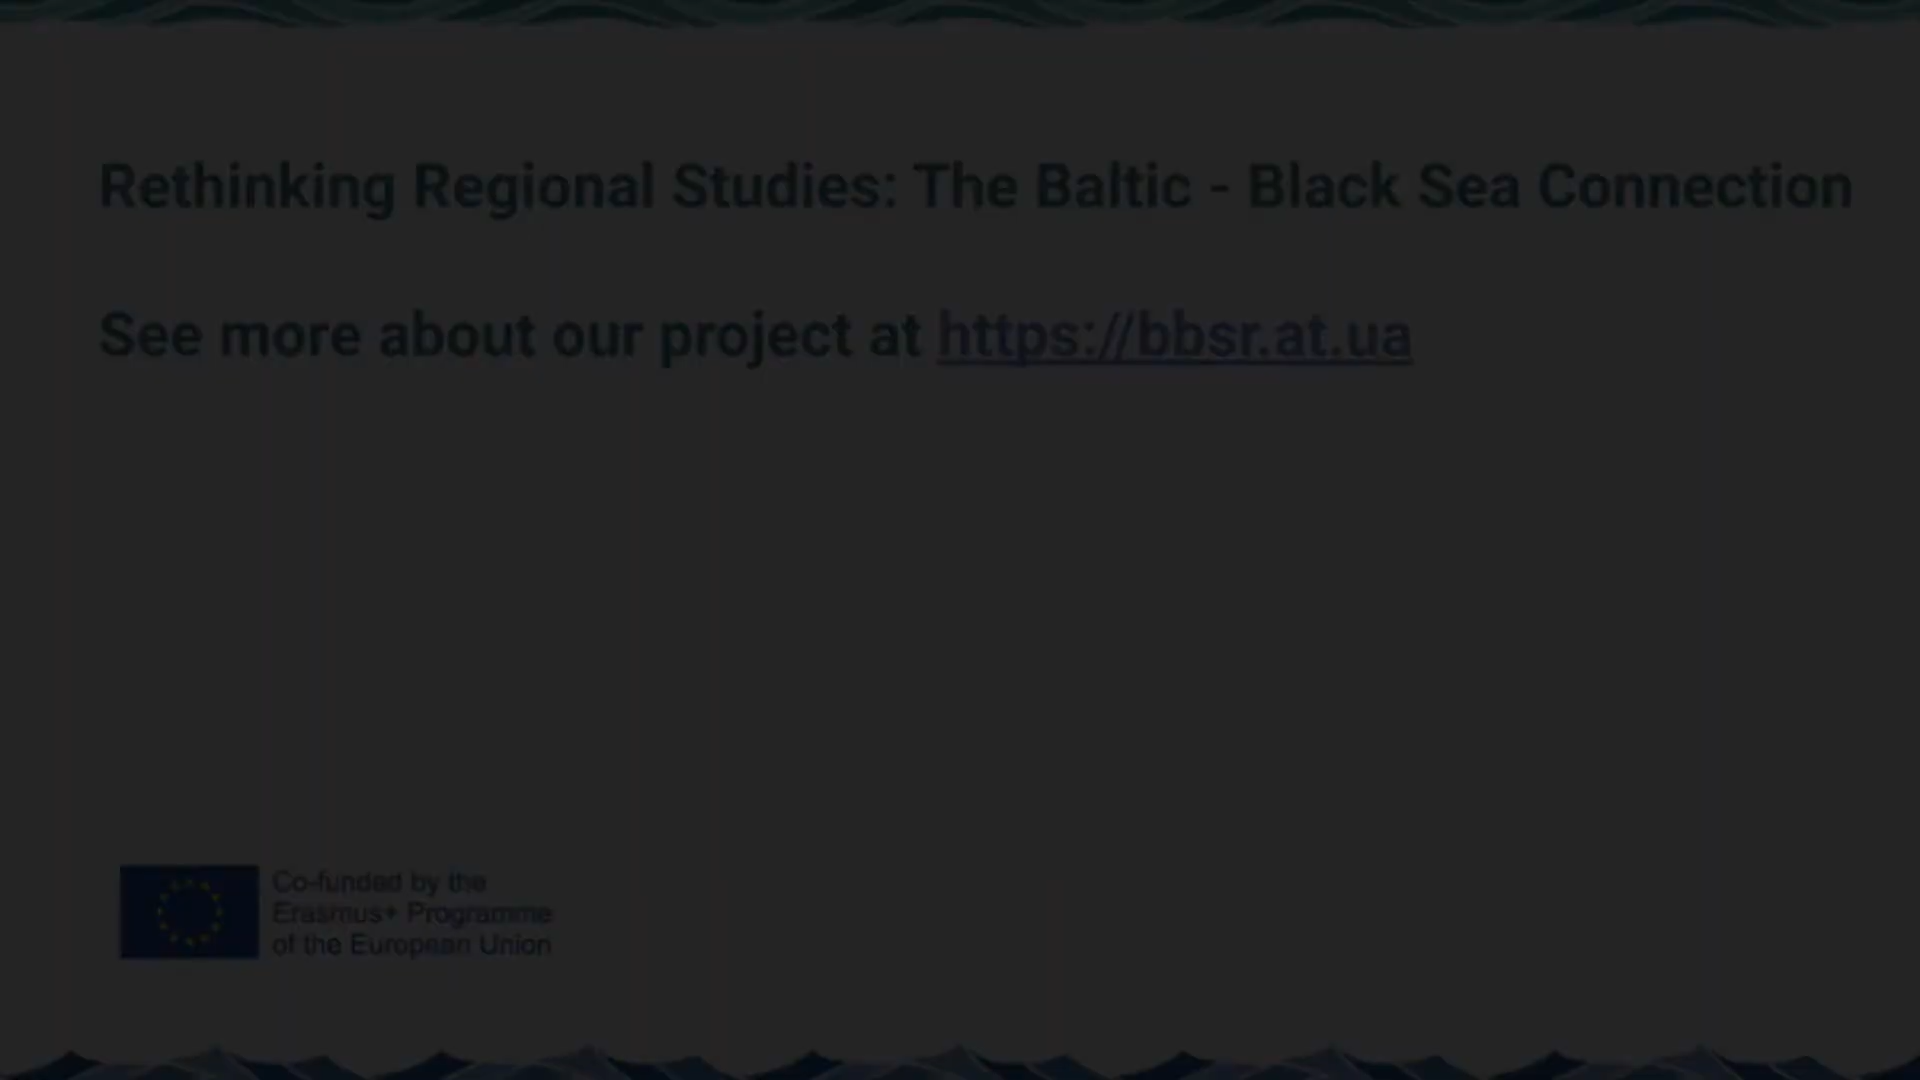 Rethinking Regional Studies: The Baltic - Black Sea Connection
See more about our project at https://bbsr.at.ua
Co-funded by the
Erasmus+ Programme
of the European Union